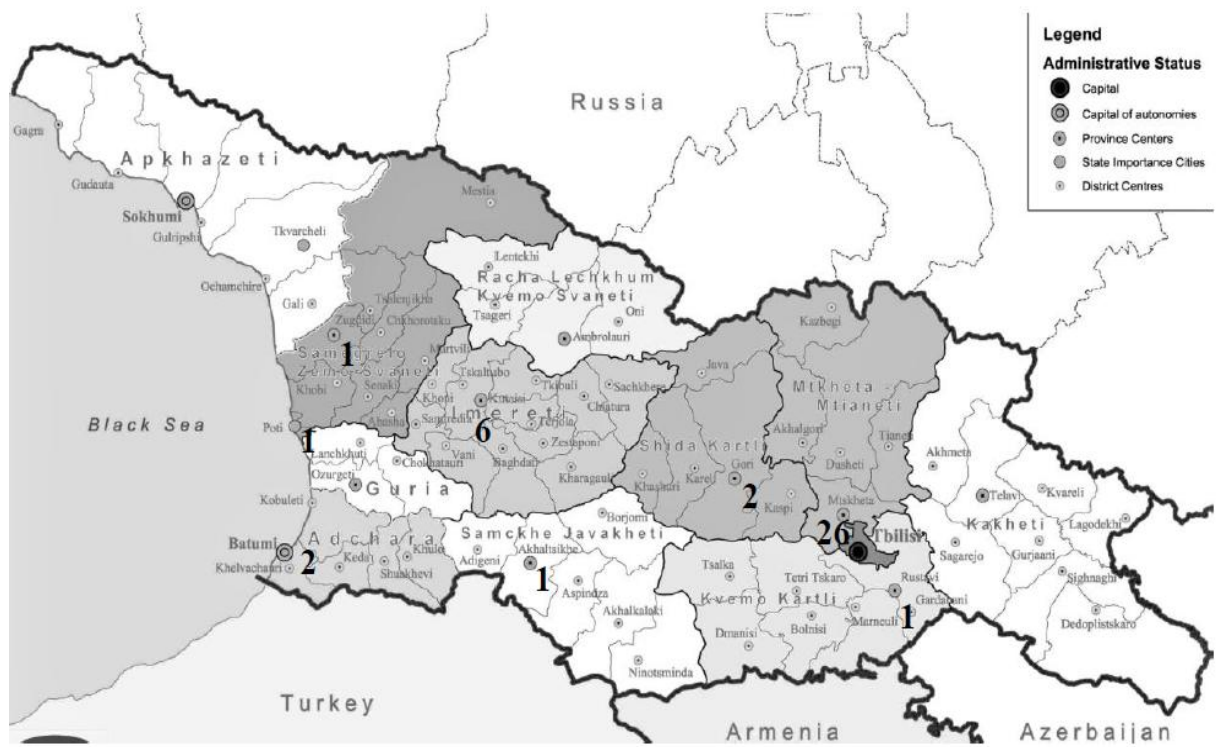 Legend
Administrative Status
Capital
Capital of autonomies
Province Centers
State Importance Cities
District Centres
Russia
Gagra
Apkhazeti
Gudauta
Sokhumi
Gulripshi
Tkvarcheli
Ochamchire
Gali
Mestia
Lentekhi
Racha Lechkhum
Kvemo Svaneti
Tsageri
Oni
Ambrolauri
Tsalenjikha
Zugdidi
Chkhorotsku
1
Samegrelo
Zemo Svaneti
Martvili
Khobi
Senaki
Abasha
Poti
1
Black Sea
Tskaltubo
Tkibuli
Sachkhere
Khoni
Kutaisi
Chiatura
Imereti
Samtredia
6
Terjola
Zestaponi
Vani
Baghdati
Kharagauli
Lanchkhuti
Chokhatauri
Ozurgeti
Guria
Kobuleti
Batumi
Adchara
Khelvachauri
2
Keda
Khulo
Shuakhevi
Java
Shida Kartli
Khashuri
Kareli
Gori
2
Kaspi
Kazbegi
Mtkheta -
Mtianeti
Akhalgori
Tianeti
Dusheti
Mtskheta
26
Tbilisi
Akhmeta
Telavi
Kvareli
Kakheti
Lagodekhi
Sagarejo
Gurjaani
Sighnaghi
Dedoplistskaro
Borjomi
Samckhe Javakheti
Akhaltsikhe
Adigeni
1
Aspindza
Akhalkalaki
Ninotsminda
Tsalka
Tetri Tskaro
Rustavi
Kvemo Kartli
Gardabani
1
Marneuli
Bolnisi
Dmanisi
Turkey
Armenia
Azerbaijan